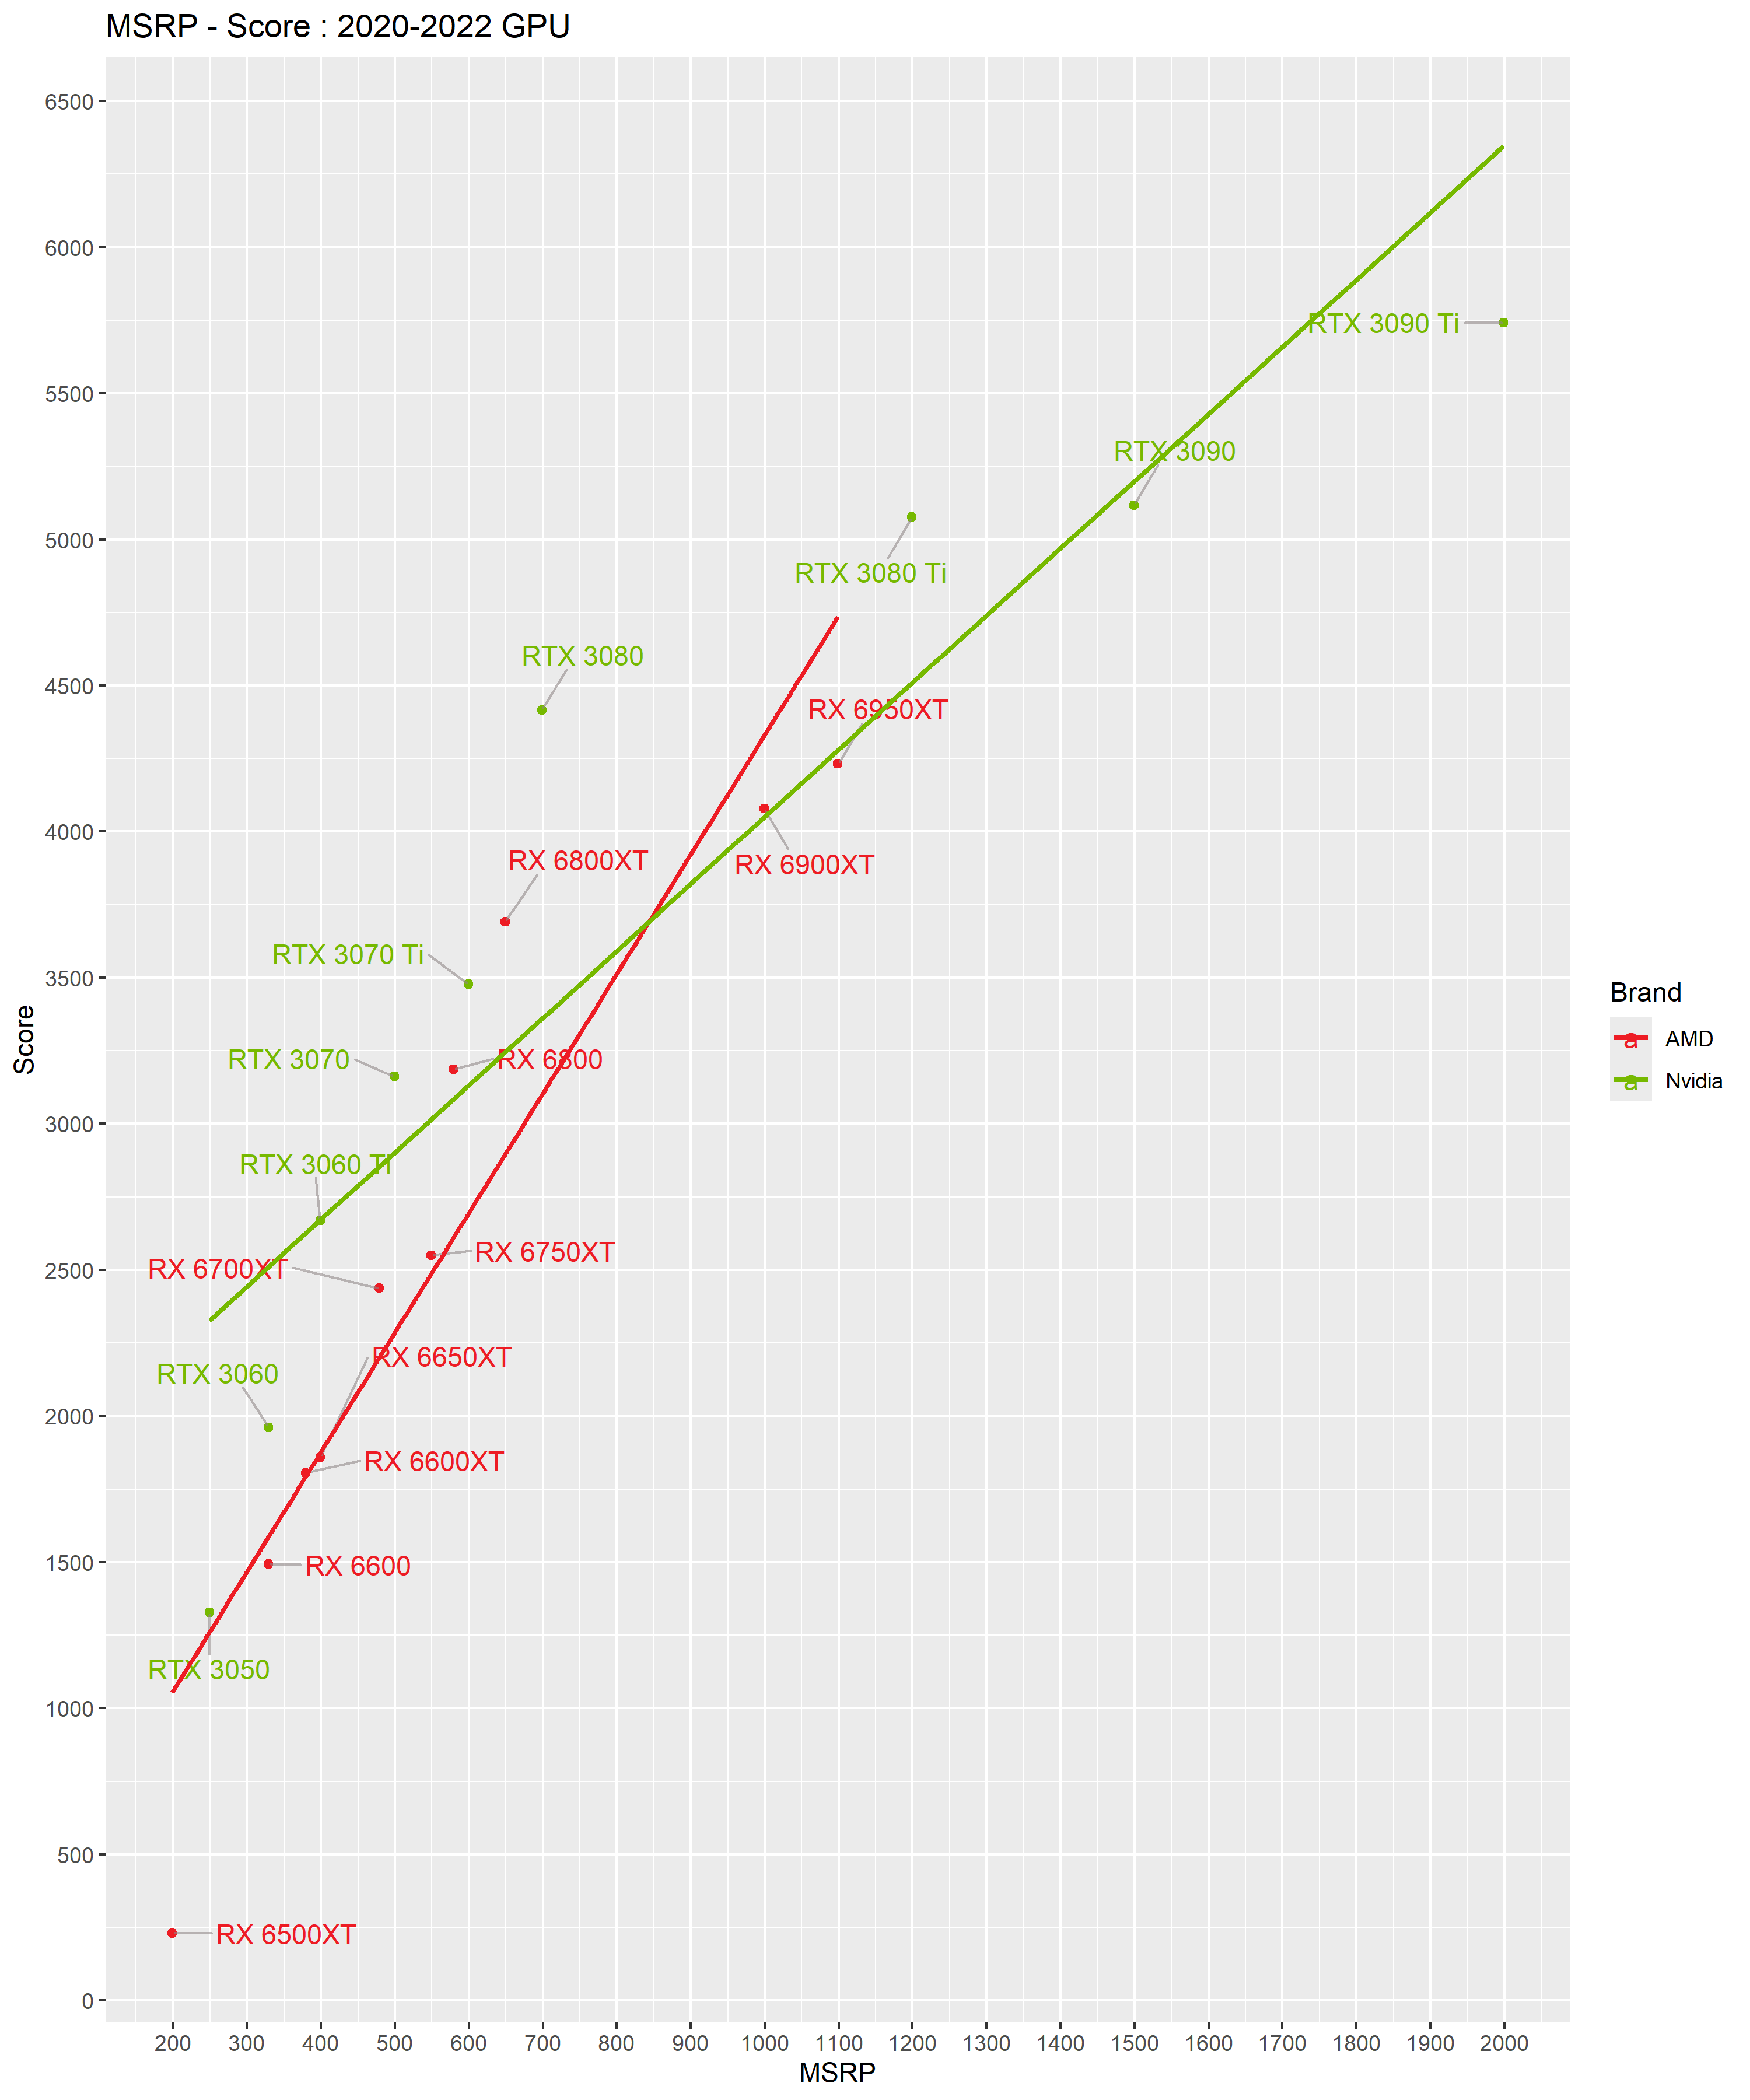 MSRP - Score : 2020-2022 GPU
6500
6000
5500
5000
4500
4000
3500
3000
2500
2000
1500
1000
500
0
Score
RTX 3090 Ti
RTX 3090
RTX 3080 Ti
RTX 3080
RX 6950XT
RX 6800XT
RX 6900XT
RTX 3070 Ti
RTX 3070
RX 6800
RTX 3060 Ti
RX 6750XT
RX 6700XT
RX 6650XT
RTX 3060
RX 6600XT
RX 6600
RTX 3050
RX 6500XT
200 300 400 500 600 700 800 900 1000 1100 1200 1300 1400 1500 1600 1700 1800 1900 2000
MSRP
Brand
a AMD
a Nvidia